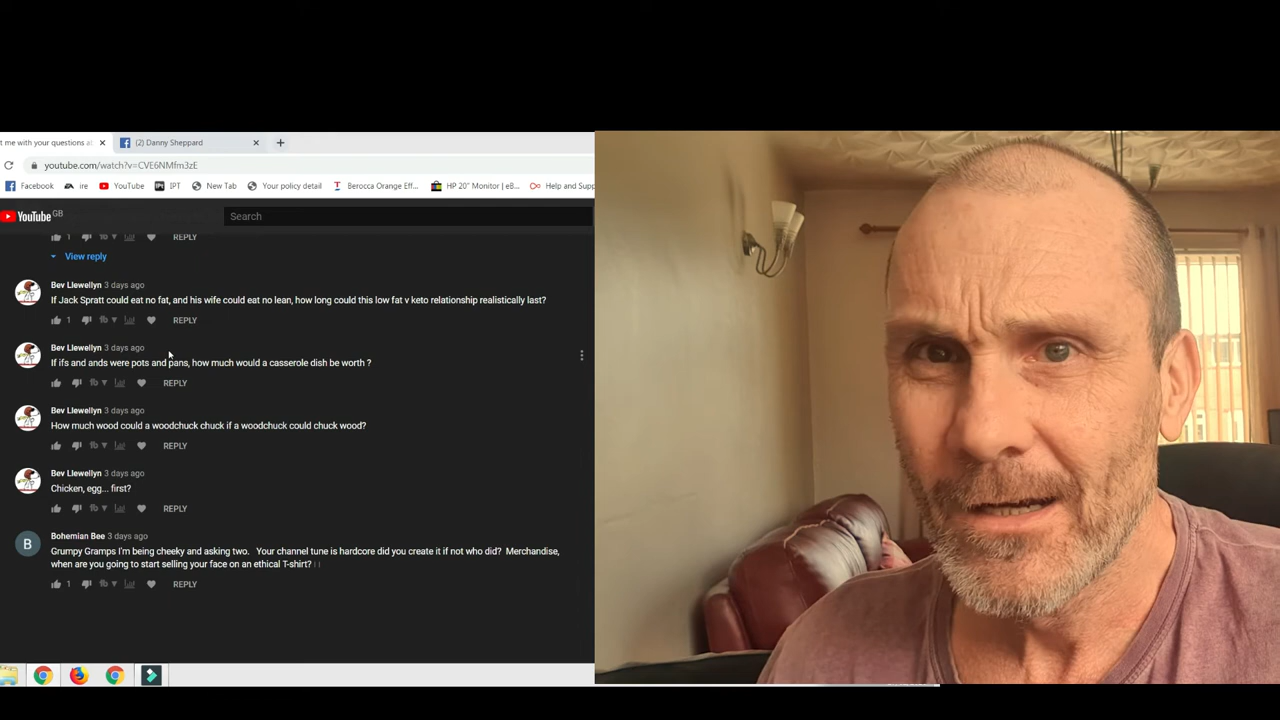 t me with your questions a
(2) Danny Sheppard
youtube.com/watch?v=CVE6NMfm3zE
Facebook ire YouTube IPT New Tab Your policy detail Berocca Orange Eff... HP 20" Monitor | eB... Help and Supp
YouTube GB Search
1 REPLY
View reply
Bev Llewellyn 3 days ago
If Jack Spratt could eat no fat, and his wife could eat no lean, how long could this low fat v keto relationship realistically last?
1 REPLY
Bev Llewellyn 3 days ago
If ifs and ands were pots and pans, how much would a casserole dish be worth ?
REPLY
Bev Llewellyn 3 days ago
How much wood could a woodchuck chuck if a woodchuck could chuck wood?
REPLY
Bev Llewellyn 3 days ago
Chicken, egg... first?
REPLY
B
Bohemian Bee 3 days ago
Grumpy Gramps I'm being cheeky and asking two. Your channel tune is hardcore did you create it if not who did? Merchandise,
when are you going to start selling your face on an ethical T-shirt?
1 REPLY